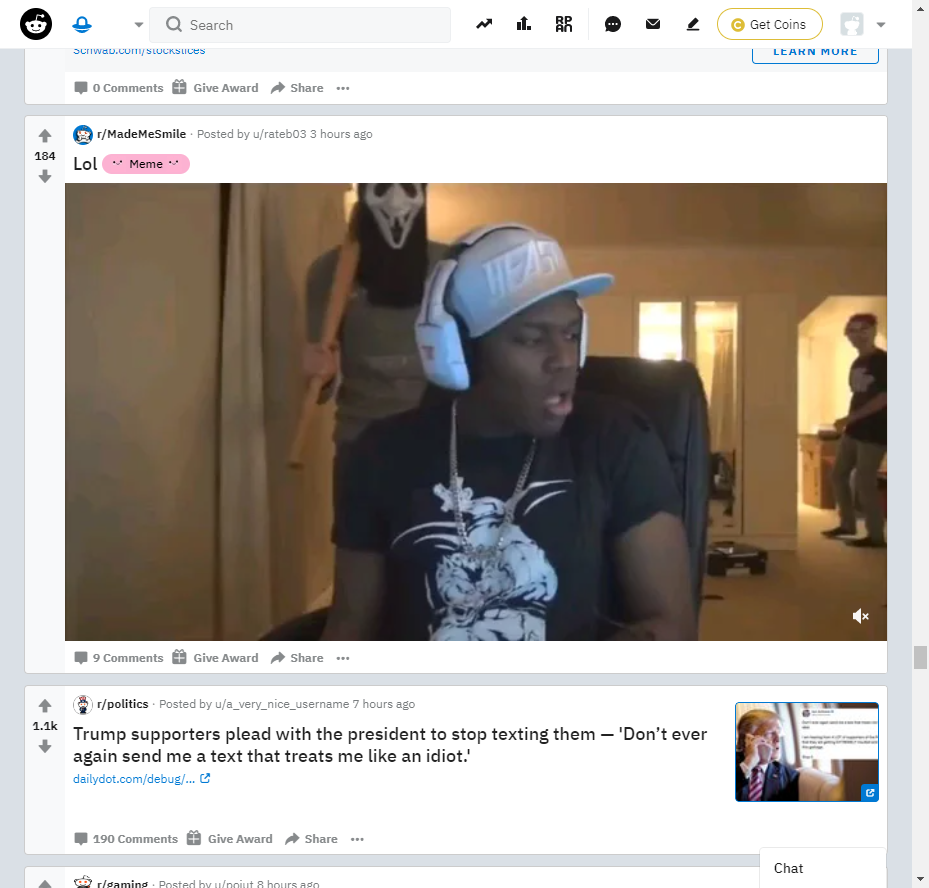 Search
RP
AN
Get Coins
Schwab.com/stockslices
LEARN MORE
0 Comments Give Award Share
r/MadeMeSmile · Posted by u/rateb03 3 hours ago
184
Lol Meme
9 Comments Give Award Share
r/politics · Posted by u/a_very_nice_username 7 hours ago
1.1k
Trump supporters plead with the president to stop texting them — 'Don’t ever
again send me a text that treats me like an idiot.'
dailydot.com/debug/...
190 Comments Give Award Share
Chat
r/gaming · Posted by u/pojut 8 hours ago